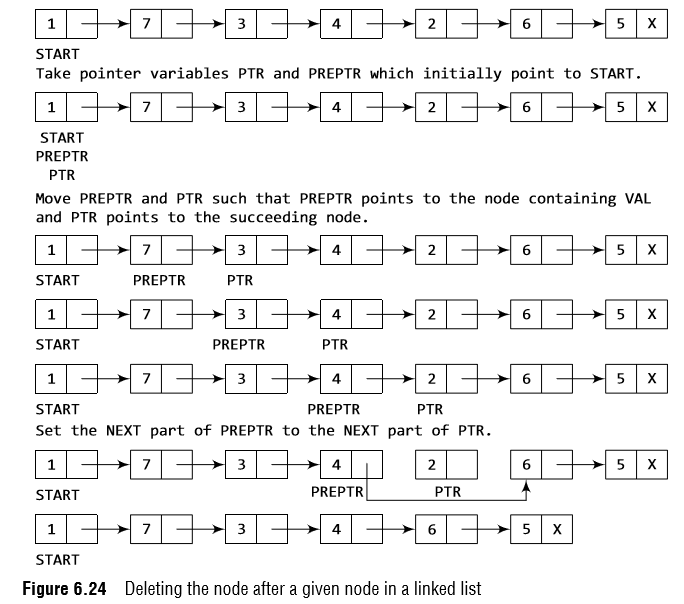 1 7 3 4 2 6 5 X
START
Take pointer variables PTR and PREPTR which initially point to START.
1 7 3 4 2 6 5 X
START
PREPTR
PTR
Move PREPTR and PTR such that PREPTR points to the node containing VAL
and PTR points to the succeeding node.
1 7 3 4 2 6 5 X
START PREPTR PTR
1 7 3 4 2 6 5 X
START PREPTR PTR
1 7 3 4 2 6 5 X
START PREPTR PTR
Set the NEXT part of PREPTR to the NEXT part of PTR.
1 7 3 4 2 6 5 X
START PREPTR PTR
1 7 3 4 6 5 X
START
Figure 6.24 Deleting the node after a given node in a linked list